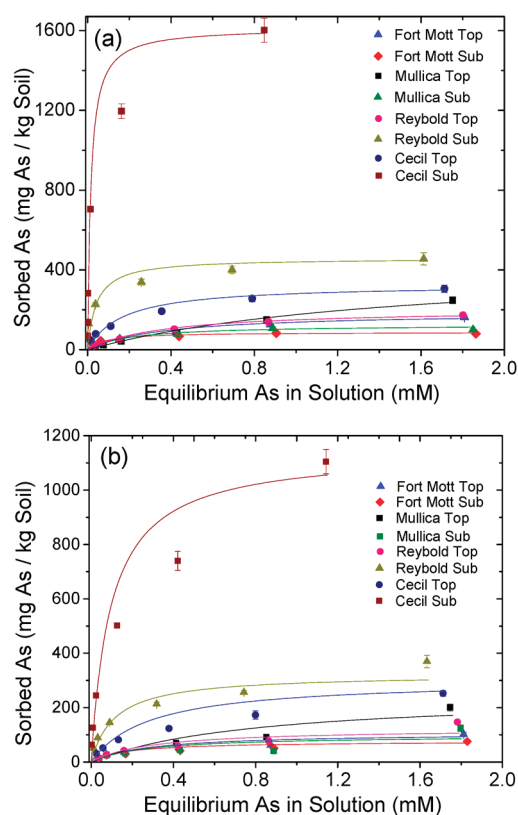 (a)
1600
1200
800
400
0
Sorbed As (mg As / kg Soil)
Fort Mott Top
Fort Mott Sub
Mullica Top
Mullica Sub
Reybold Top
Reybold Sub
Cecil Top
Cecil Sub
0.0 0.4 0.8 1.2 1.6 2.0
Equilibrium As in Solution (mM)
(b)
1200
1000
800
600
400
200
0
Sorbed As (mg As / kg Soil)
Fort Mott Top
Fort Mott Sub
Mullica Top
Mullica Sub
Reybold Top
Reybold Sub
Cecil Top
Cecil Sub
0.0 0.4 0.8 1.2 1.6 2.0
Equilibrium As in Solution (mM)